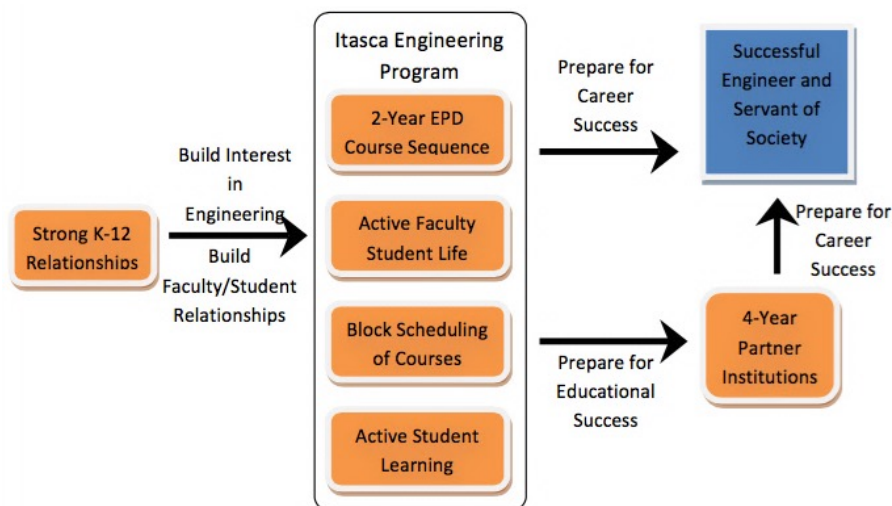 Strong K-12
Relationships
Build Interest
in
Engineering
Build
Faculty/Student
Relationships
Itasca Engineering
Program
2-Year EPD
Course Sequence
Active Faculty
Student Life
Block Scheduling
of Courses
Active Student
Learning
Prepare for
Career
Success
Successful
Engineer and
Servant of
Society
Prepare for
Educational
Success
4-Year
Partner
Institutions
Prepare for
Career
Success